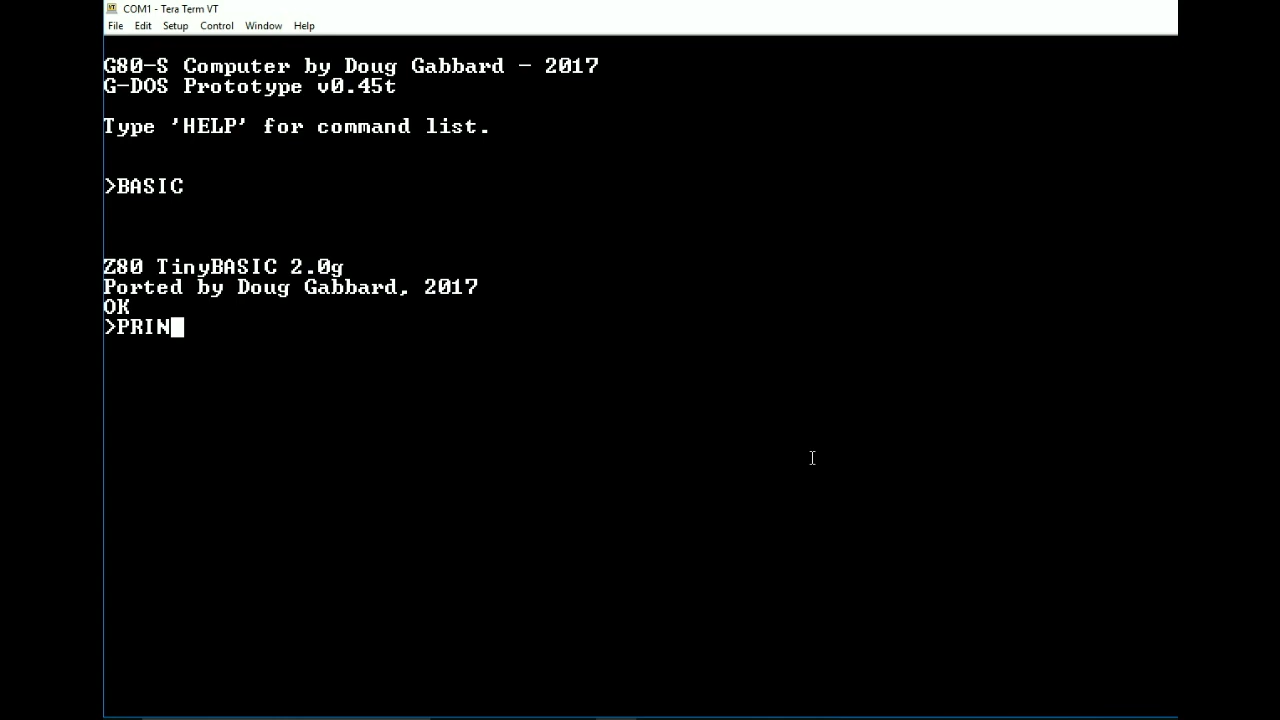 COM1 - Tera Term VT
File Edit Setup Control Window Help
G80-S Computer by Doug Gabbard - 2017
G-DOS Prototype v0.45t
Type 'HELP' for command list.
>BASIC
Z80 TinyBASIC 2.0g
Ported by Doug Gabbard, 2017
OK
>PRIN